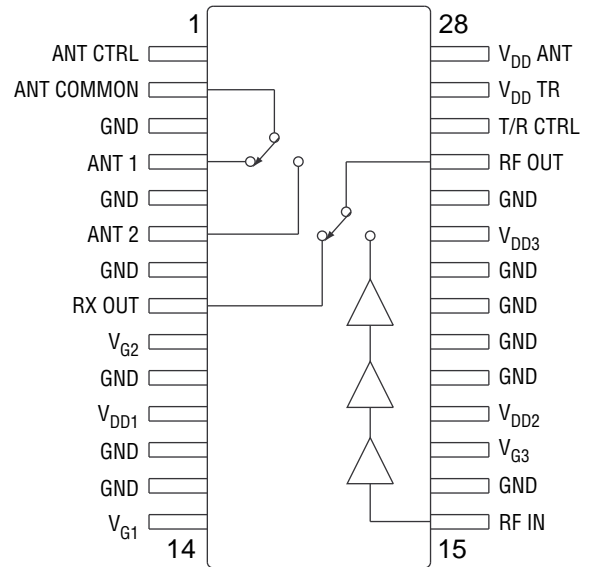 1 28
ANT CTRL V_DD ANT
ANT COMMON V_DD TR
GND T/R CTRL
ANT 1 RF OUT
GND GND
ANT 2 V_DD3
GND GND
RX OUT GND
V_G2 GND
GND GND
V_DD1 V_DD2
GND V_G3
GND GND
V_G1 RF IN
14 15